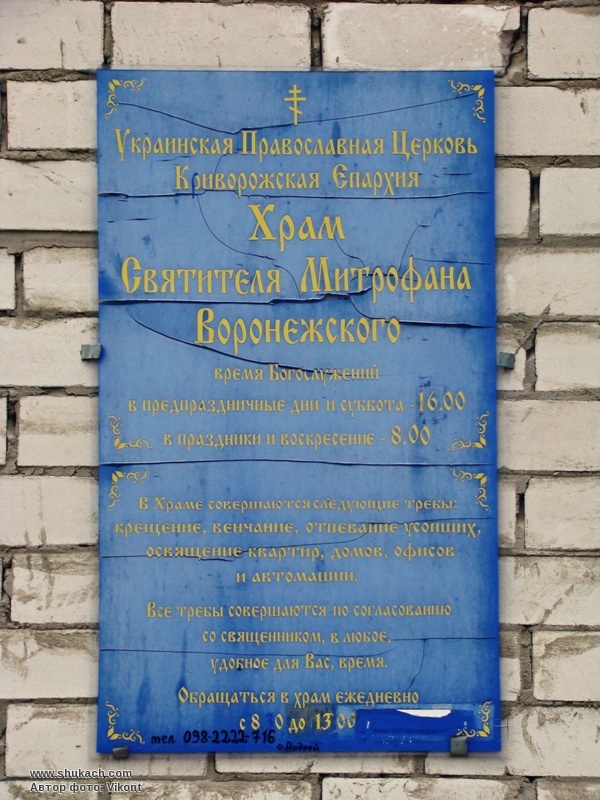 Украинская Православная Церковь
Криворожская Епархия
Храм
Святителя Митрофана
Воронежского
время Богослужений
в предпраздничные дни и суббота - 16.00
в праздники и воскресение - 8.00
В Храме совершаются следующие требы:
крещение, венчание, отпевание усопших,
освящение квартир, домов, офисов
и автомашин.
Все требы совершаются по согласованию
со священником, в любое,
удобное для Вас, время.
Обращаться в храм ежедневно
с 8 0 до 13 00
тел. 098-2222-716
о. Андрей
www.shukach.com
Автор фото: Vikont